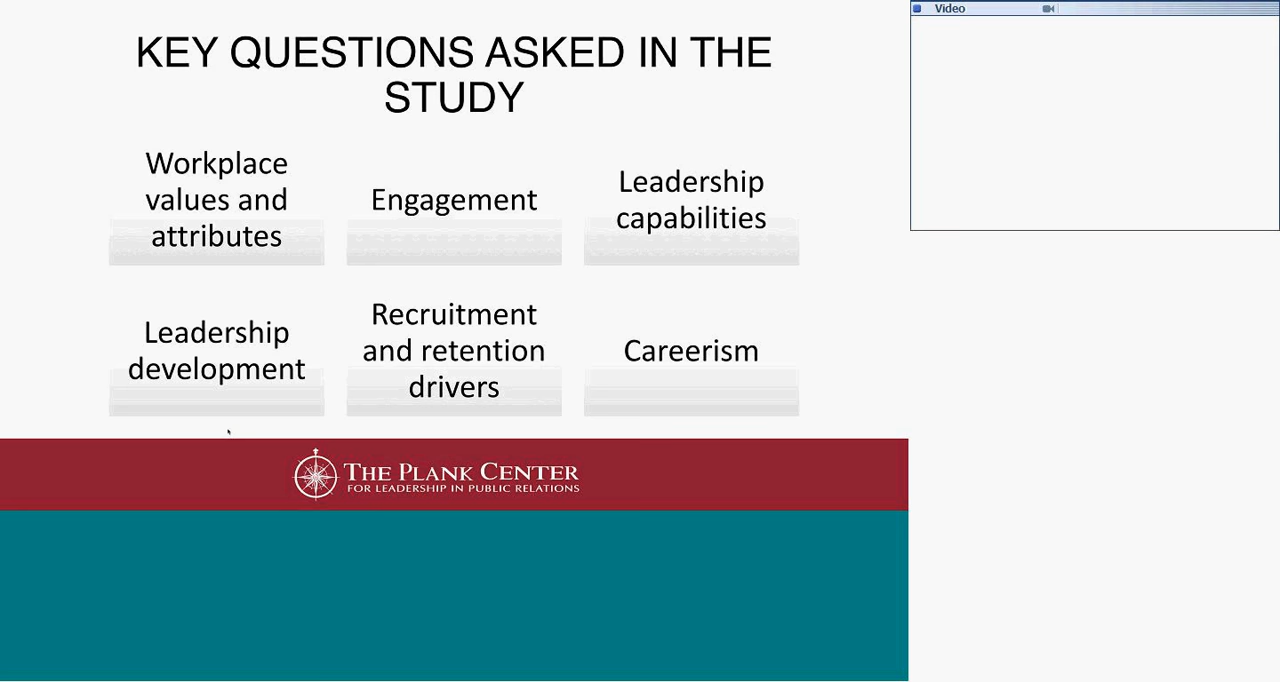 KEY QUESTIONS ASKED IN THE
STUDY
Workplace
values and
attributes
Engagement
Leadership
capabilities
Leadership
development
Recruitment
and retention
drivers
Careerism
THE PLANK CENTER
FOR LEADERSHIP IN PUBLIC RELATIONS
Video